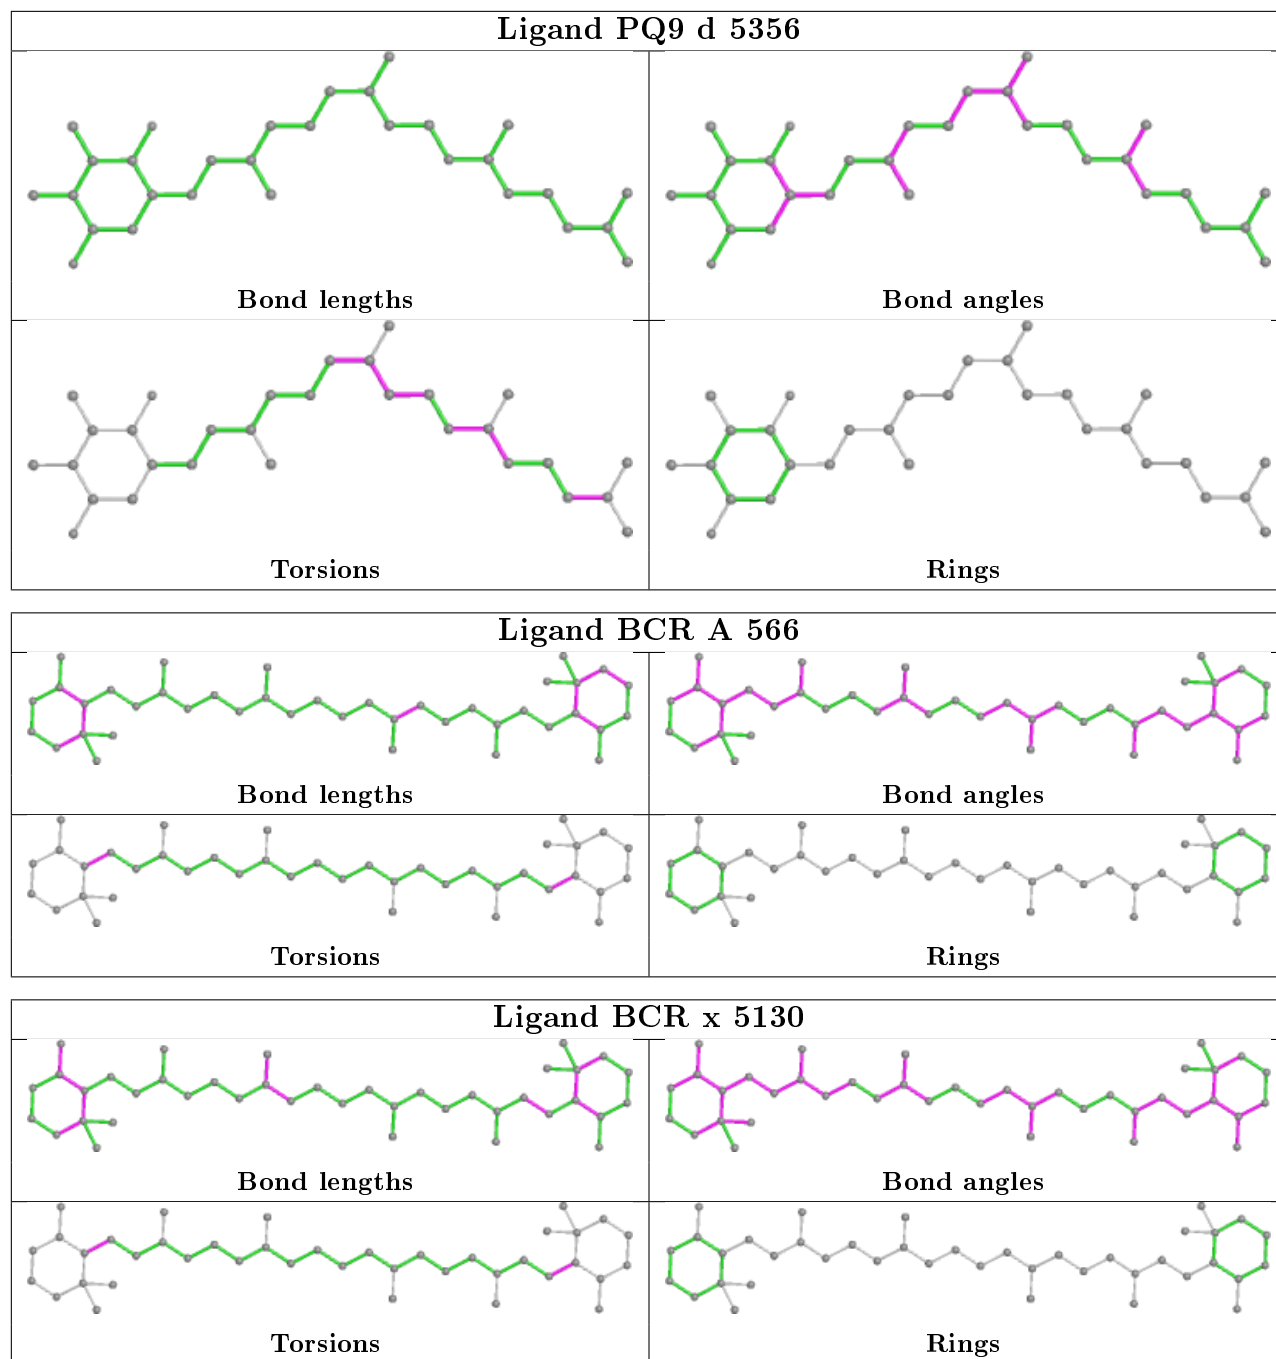 Ligand PQ9 d 5356
Bond lengths
Bond angles
Torsions
Rings
Ligand BCR A 566
Bond lengths
Bond angles
Torsions
Rings
Ligand BCR x 5130
Bond lengths
Bond angles
Torsions
Rings